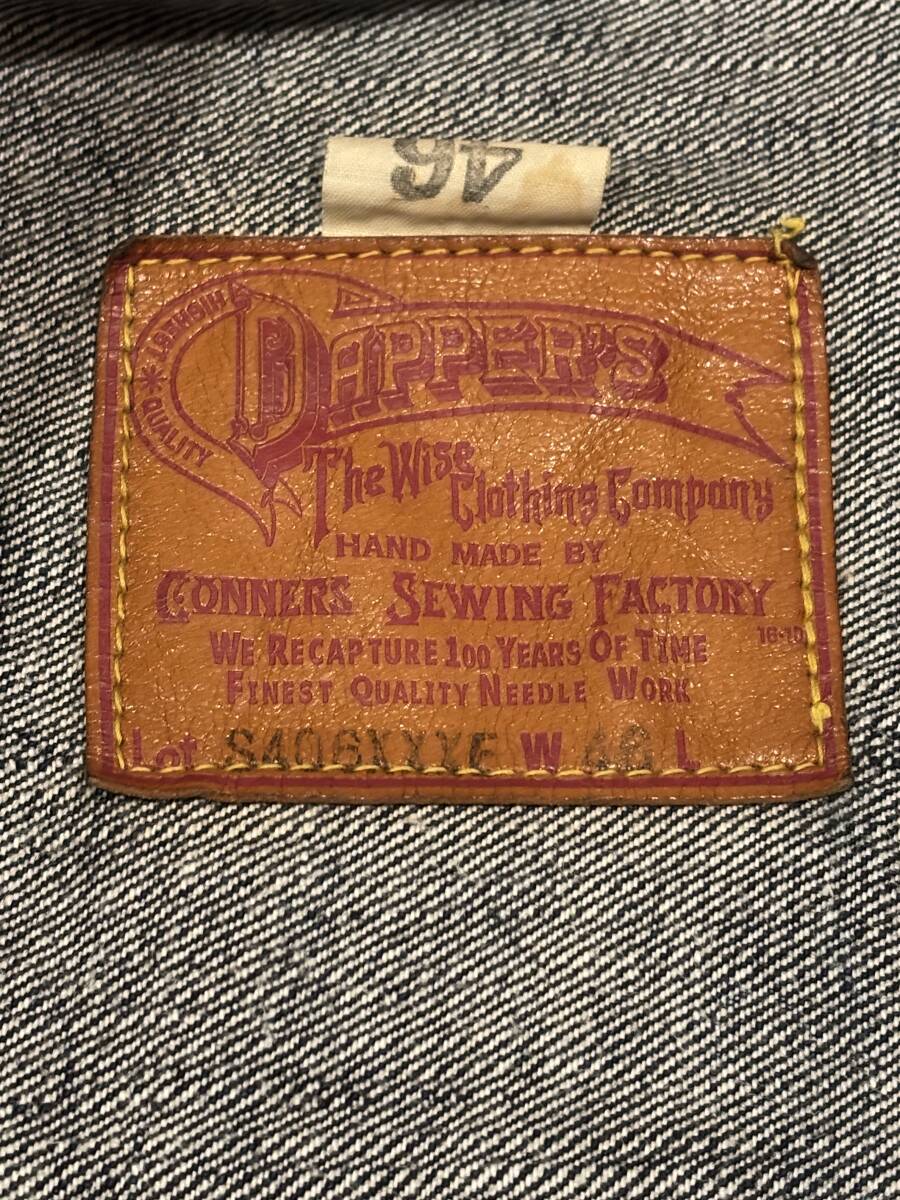 46
HIGHEST * QUALITY
DAPPER'S
The Wise
Clothing Company
HAND MADE BY
CONNERS SEWING FACTORY
16-10
WE RECAPTURE 100 YEARS OF TIME
FINEST QUALITY NEEDLE WORK
Lot S406XXXE W 46 L